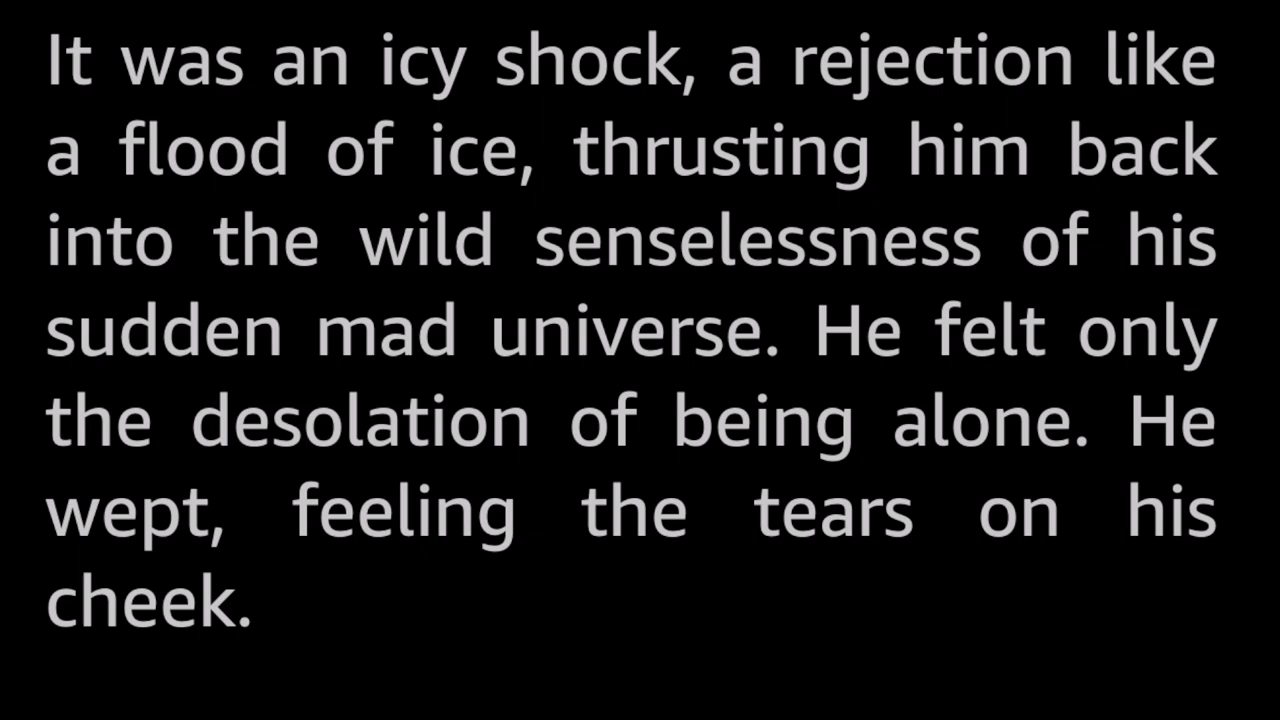 It was an icy shock, a rejection like
a flood of ice, thrusting him back
into the wild senselessness of his
sudden mad universe. He felt only
the desolation of being alone. He
wept, feeling the tears on his
cheek.